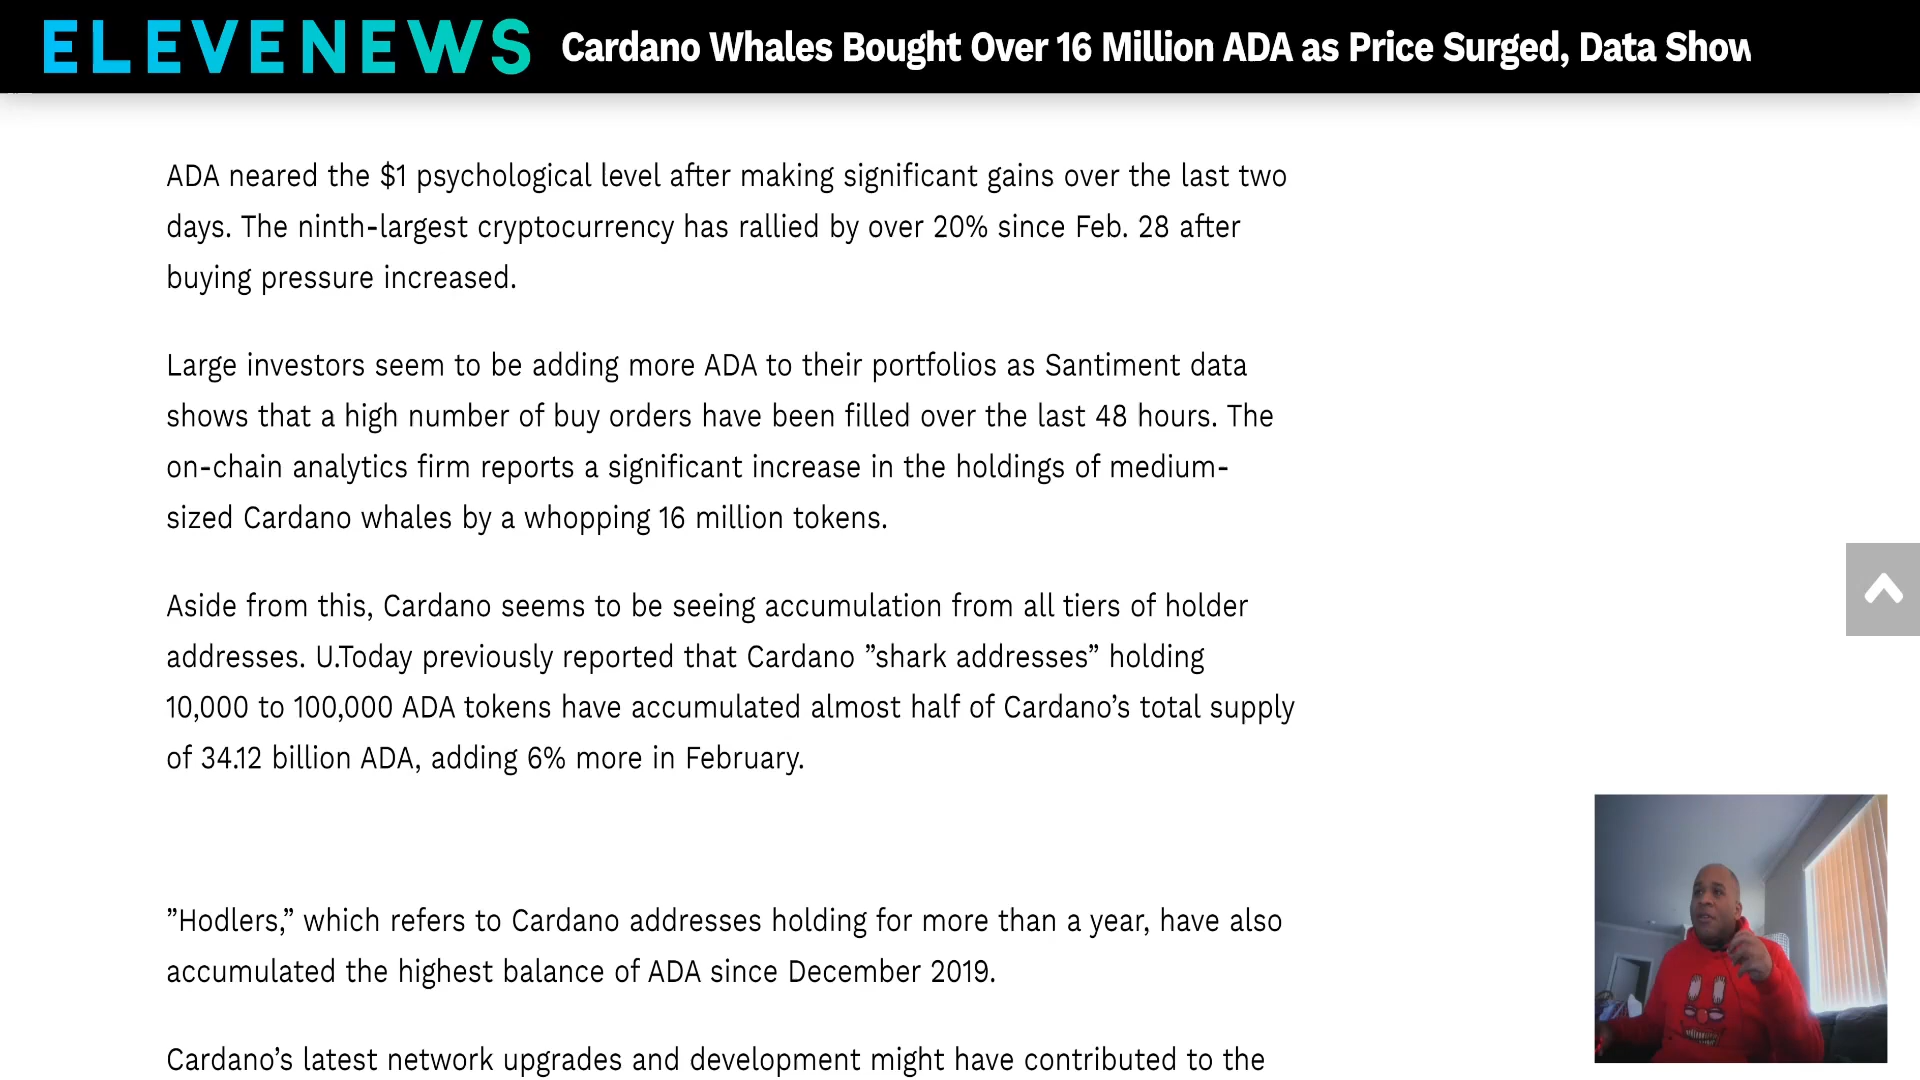 ELEVENEWS Cardano Whales Bought Over 16 Million ADA as Price Surged, Data Show
ADA neared the $1 psychological level after making significant gains over the last two
days. The ninth-largest cryptocurrency has rallied by over 20% since Feb. 28 after
buying pressure increased.
Large investors seem to be adding more ADA to their portfolios as Santiment data
shows that a high number of buy orders have been filled over the last 48 hours. The
on-chain analytics firm reports a significant increase in the holdings of medium-
sized Cardano whales by a whopping 16 million tokens.
Aside from this, Cardano seems to be seeing accumulation from all tiers of holder
addresses. U.Today previously reported that Cardano ”shark addresses” holding
10,000 to 100,000 ADA tokens have accumulated almost half of Cardano’s total supply
of 34.12 billion ADA, adding 6% more in February.
”Hodlers,” which refers to Cardano addresses holding for more than a year, have also
accumulated the highest balance of ADA since December 2019.
Cardano’s latest network upgrades and development might have contributed to the